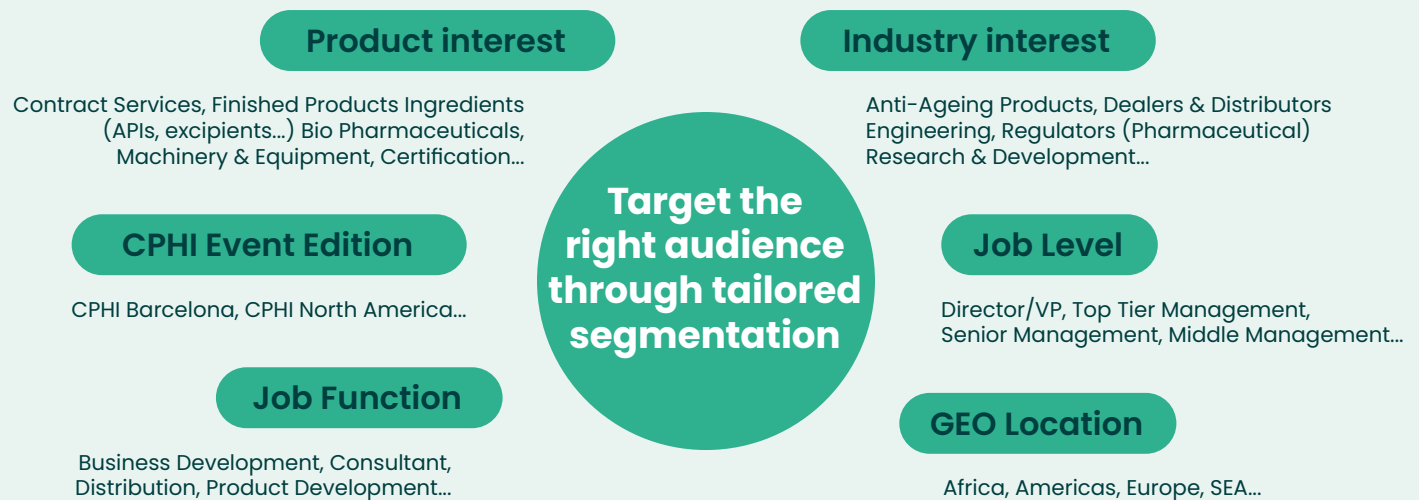 Product interest
Contract Services, Finished Products Ingredients
(APIs, excipients...) Bio Pharmaceuticals,
Machinery & Equipment, Certification...
CPHI Event Edition
CPHI Barcelona, CPHI North America...
Job Function
Business Development, Consultant,
Distribution, Product Development...
Target the
right audience
through tailored
segmentation
Industry interest
Anti-Ageing Products, Dealers & Distributors
Engineering, Regulators (Pharmaceutical)
Research & Development...
Job Level
Director/VP, Top Tier Management,
Senior Management, Middle Management...
GEO Location
Africa, Americas, Europe, SEA...